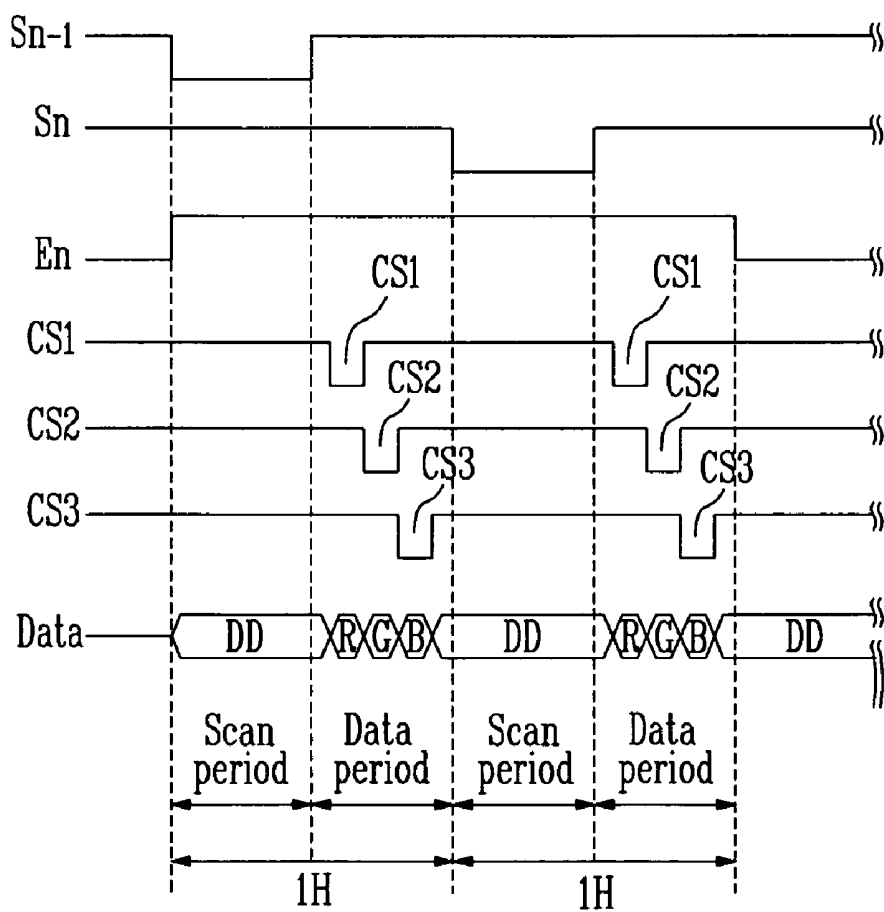 Sn-1
Sn
En
CS1
CS1
CS1
CS2
CS2
CS2
CS3
CS3
CS3
Data
DD
R
G
B
DD
R
G
B
DD
Scan
period
Data
period
Scan
period
Data
period
1H
1H